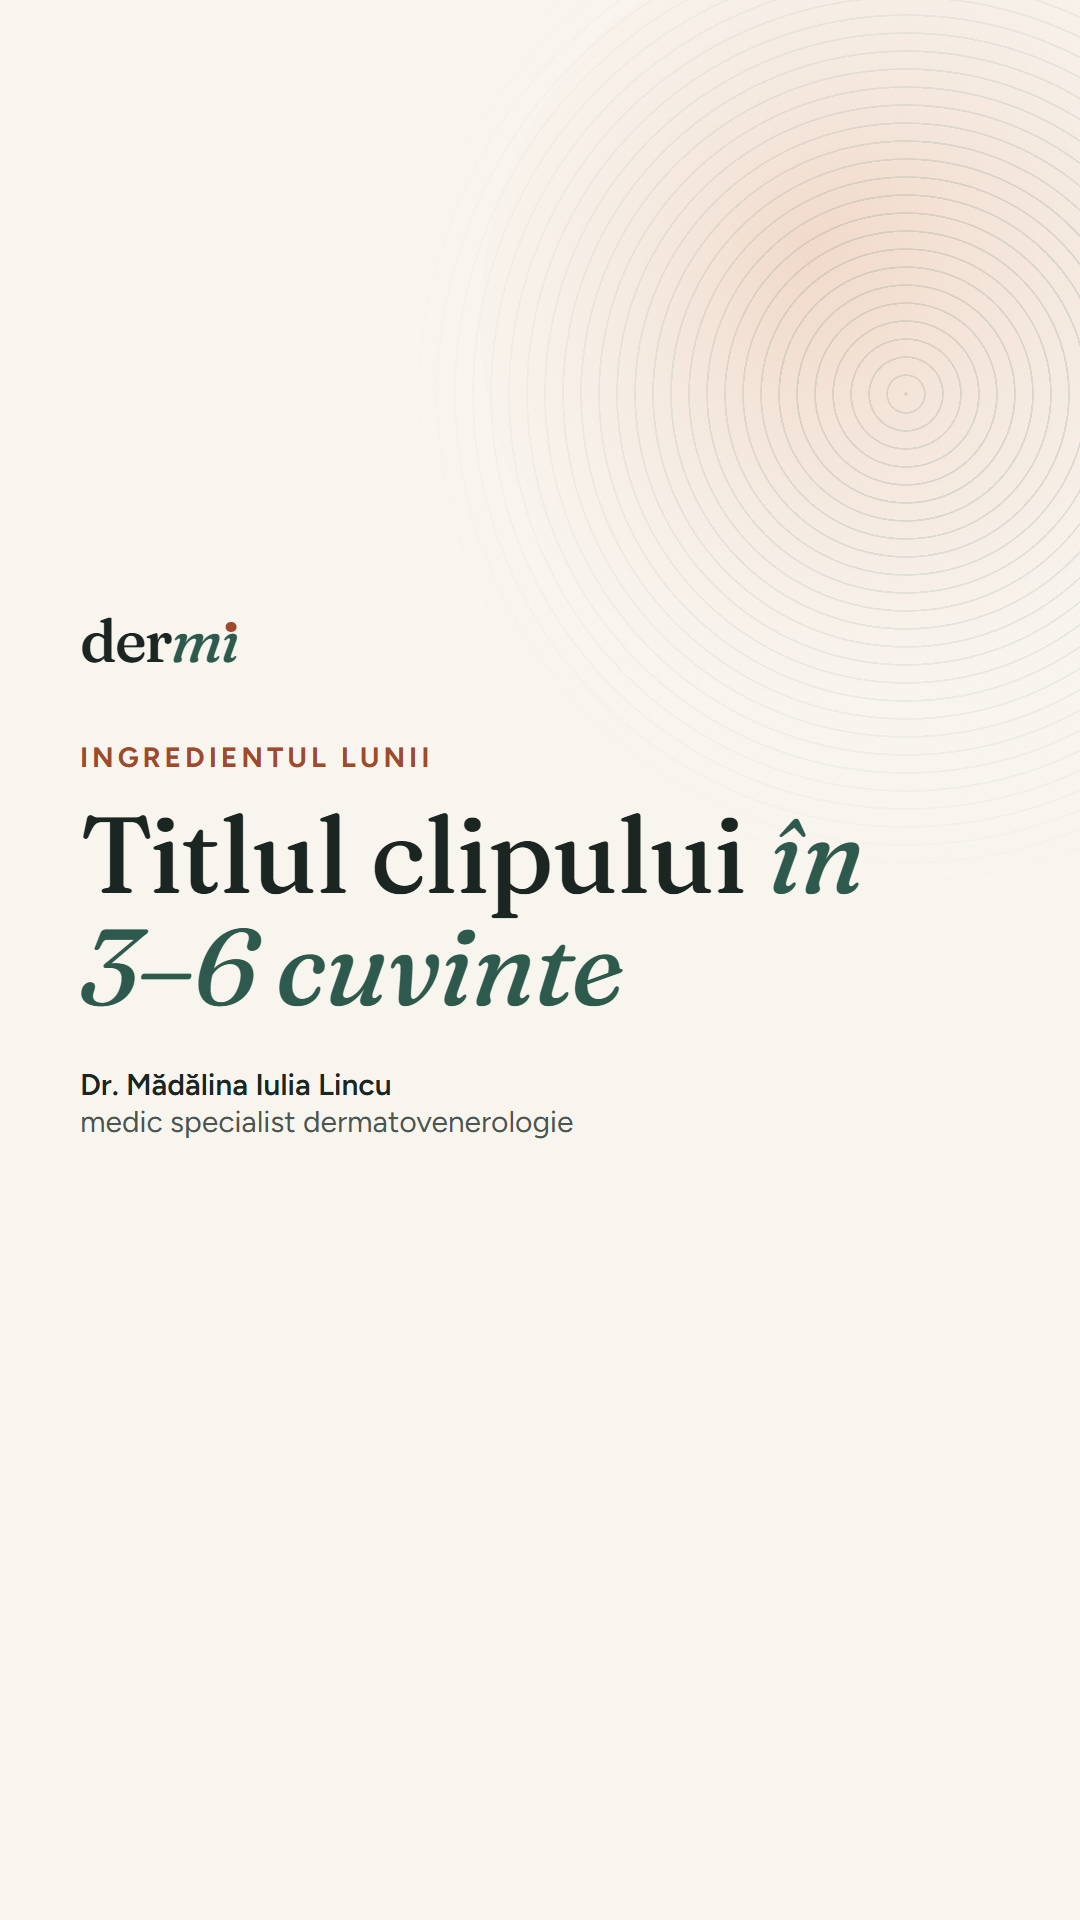 dermi
INGREDIENTUL LUNII
Titlul clipului în
3–6 cuvinte
Dr. Mădălina Iulia Lincu
medic specialist dermatovenerologie